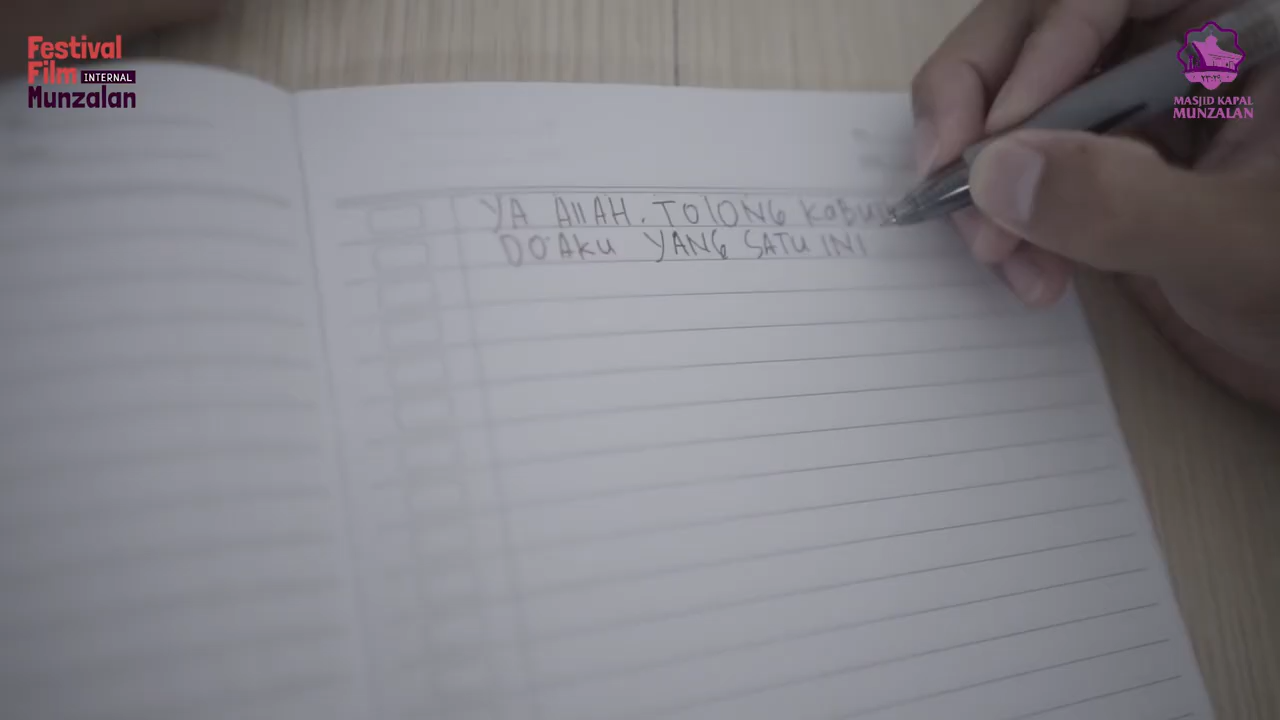 Festival
Film INTERNAL
Munzalan
MASJID KAPAL
MUNZALAN
YA AllAH. TOlONG
DO'AKU YANG SATU INI